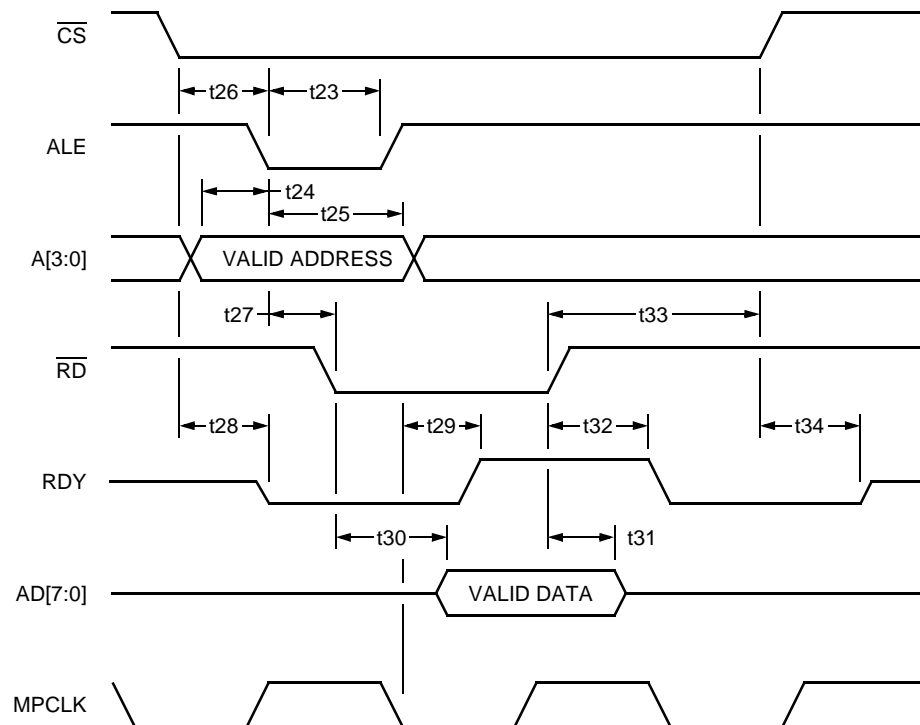 CS
t26
t23
ALE
t24
t25
A[3:0]
VALID ADDRESS
t27
t33
RD
t28
t29
t32
t34
RDY
t30
t31
AD[7:0]
VALID DATA
MPCLK